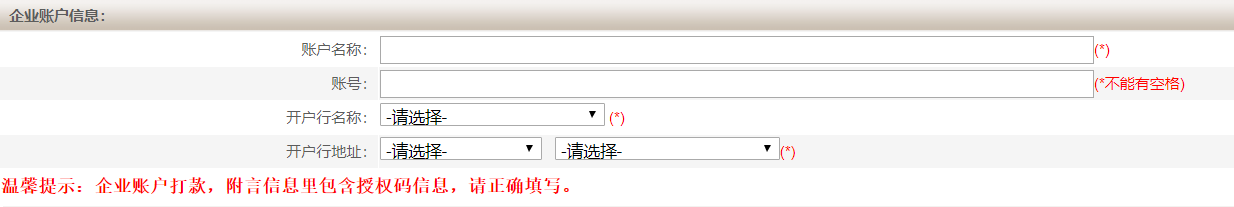 企业账户信息:
账户名称: (*)
账号: (*不能有空格)
开户行名称: -请选择- (*)
开户行地址: -请选择- -请选择- (*)
温馨提示：企业账户打款，附言信息里包含授权码信息，请正确填写。